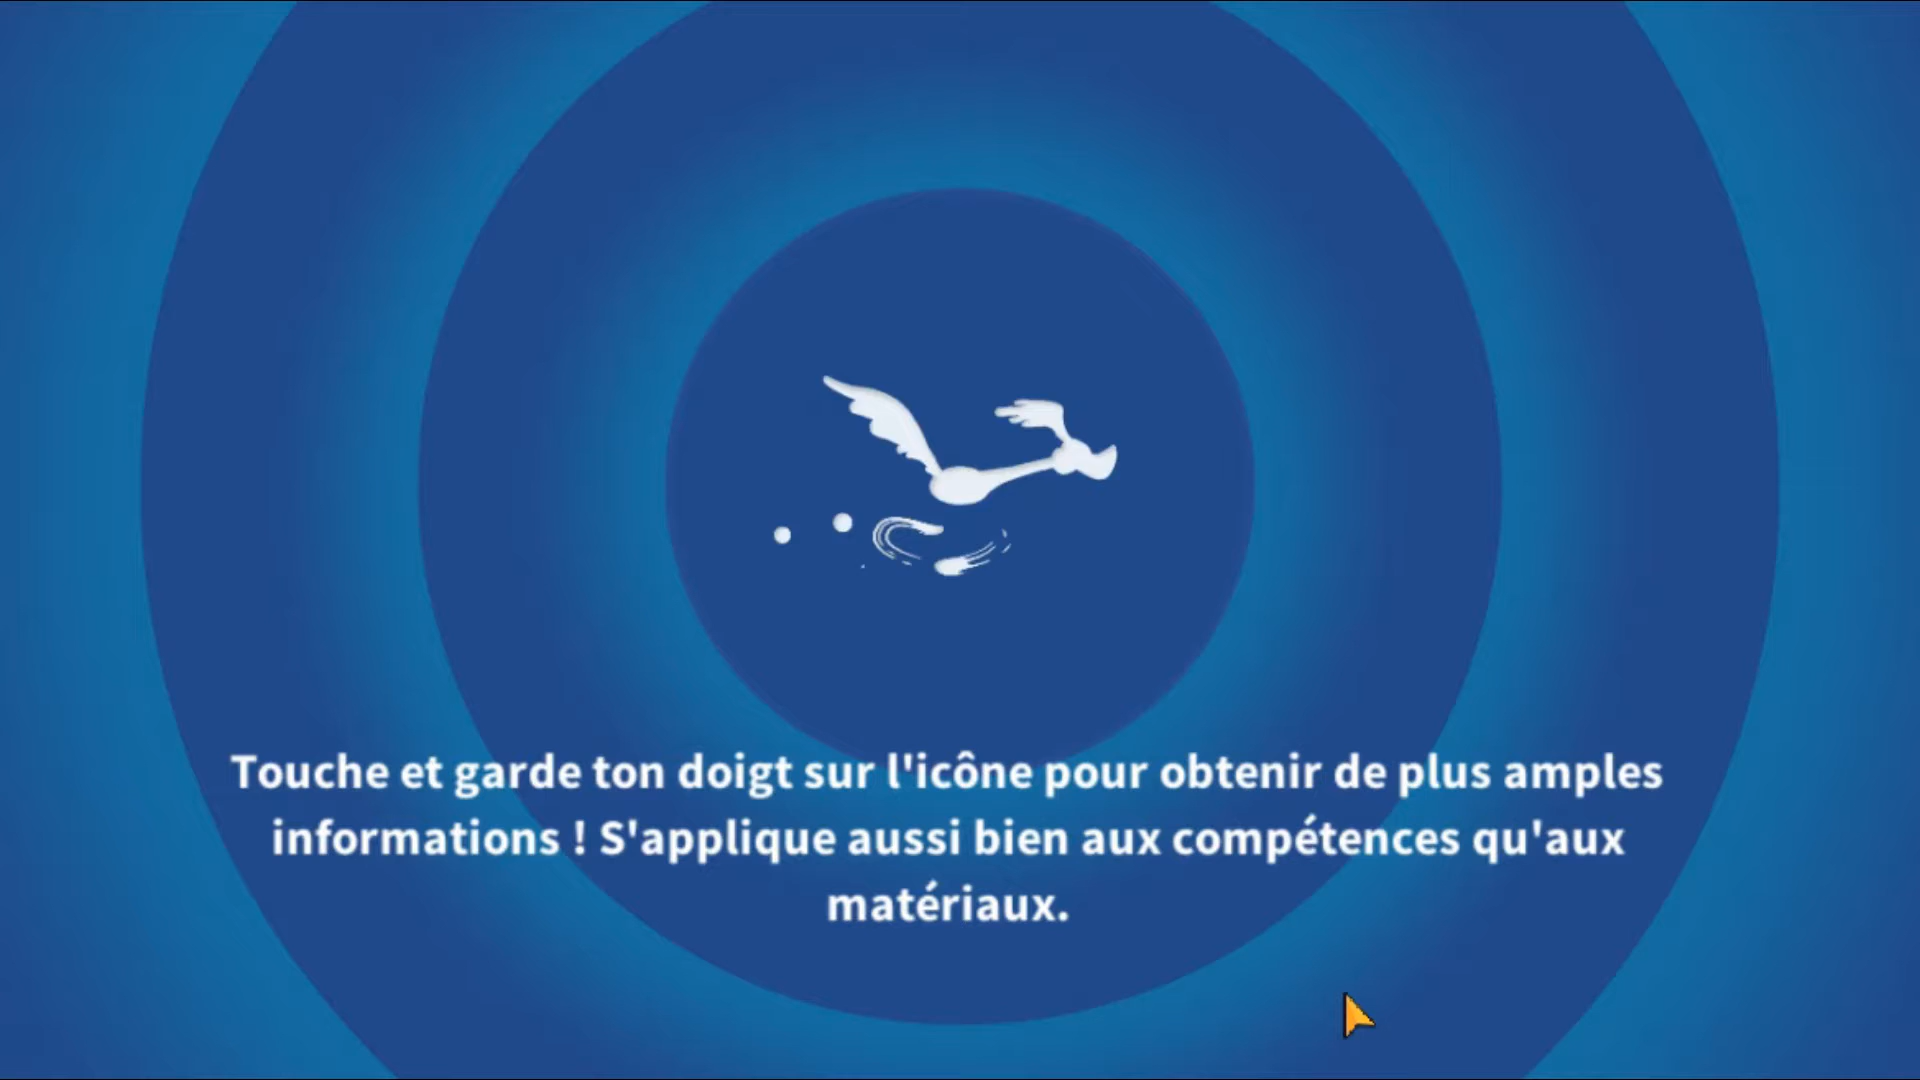 Touche et garde ton doigt sur l'icône pour obtenir de plus amples
informations ! S'applique aussi bien aux compétences qu'aux
matériaux.